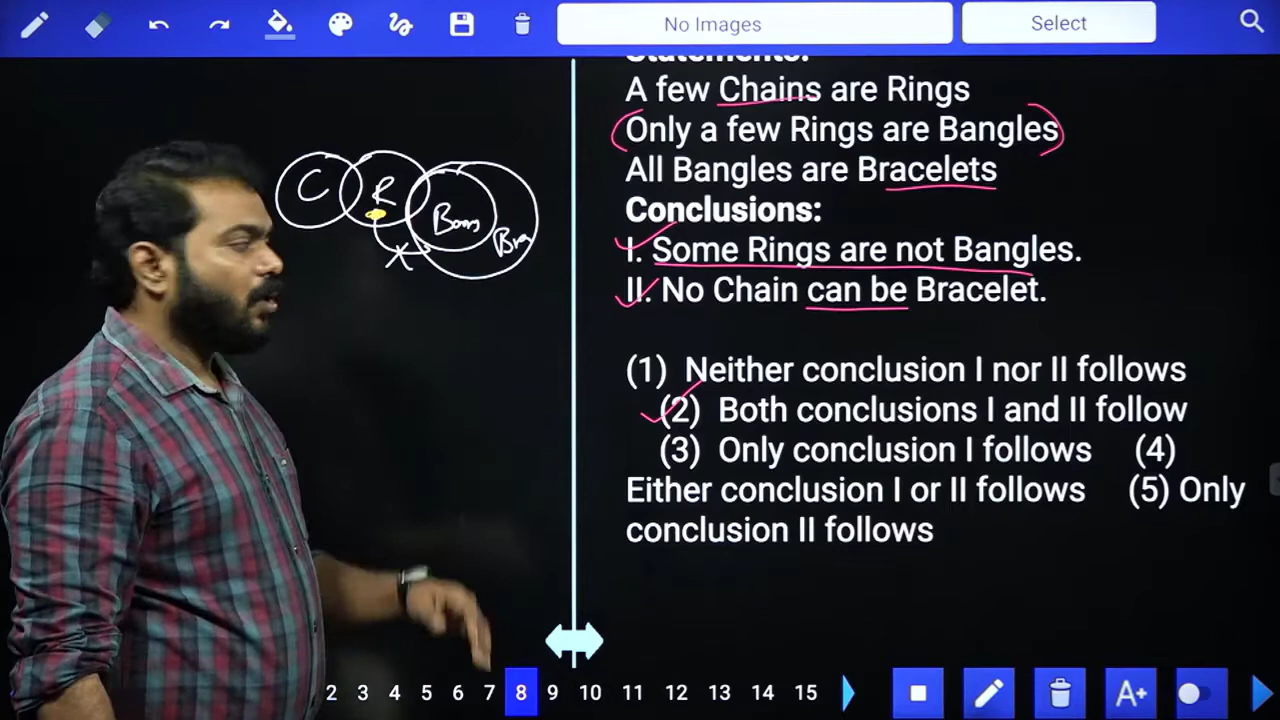 No Images
Select
Statements:
A few Chains are Rings
Only a few Rings are Bangles
All Bangles are Bracelets
Conclusions:
I. Some Rings are not Bangles.
II. No Chain can be Bracelet.
(1) Neither conclusion I nor II follows
(2) Both conclusions I and II follow
(3) Only conclusion I follows (4)
Either conclusion I or II follows (5) Only
conclusion II follows
C
R
Ban
Bra
2 3 4 5 6 7 8 9 10 11 12 13 14 15
A+